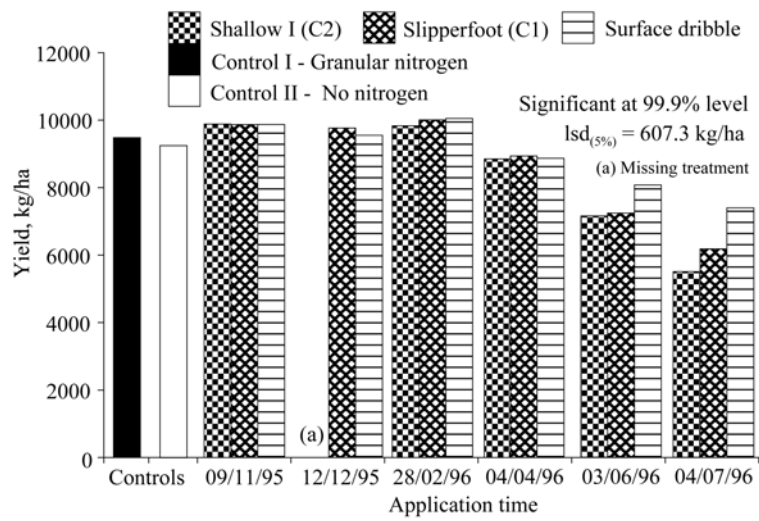 Shallow I (C2) Slipperfoot (C1) Surface dribble
Control I - Granular nitrogen
Control II - No nitrogen
Significant at 99.9% level
lsd(5%) = 607.3 kg/ha
(a) Missing treatment
Yield, kg/ha
12000
10000
8000
6000
4000
2000
0
(a)
Controls 09/11/95 12/12/95 28/02/96 04/04/96 03/06/96 04/07/96
Application time